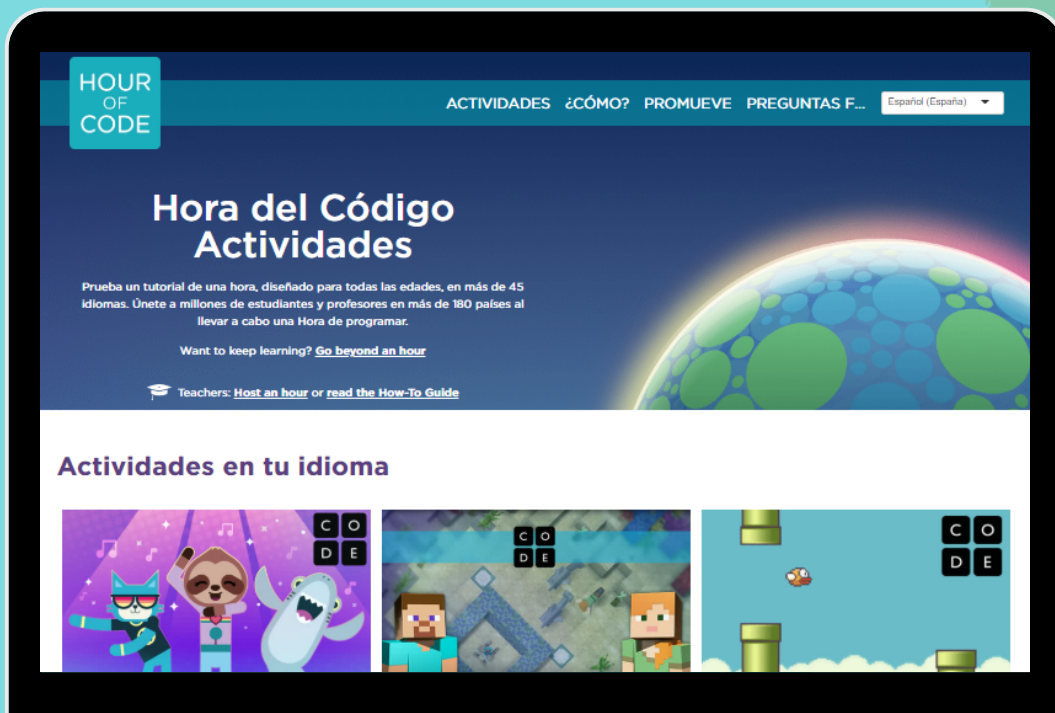 HOUR
OF
CODE
ACTIVIDADES ¿CÓMO? PROMUEVE PREGUNTAS F... Español (España)
Hora del Código
Actividades
Prueba un tutorial de una hora, diseñado para todas las edades, en más de 45
idiomas. Únete a millones de estudiantes y profesores en más de 180 países al
llevar a cabo una Hora de programar.
Want to keep learning? Go beyond an hour
Teachers: Host an hour or read the How-To Guide
Actividades en tu idioma
C O
D E
C O
D E
C O
D E